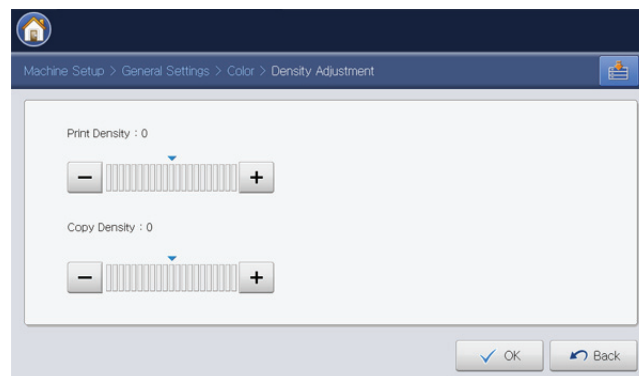 Machine Setup > General Settings > Color > Density Adjustment
Print Density : 0
− +
Copy Density : 0
− +
OK Back